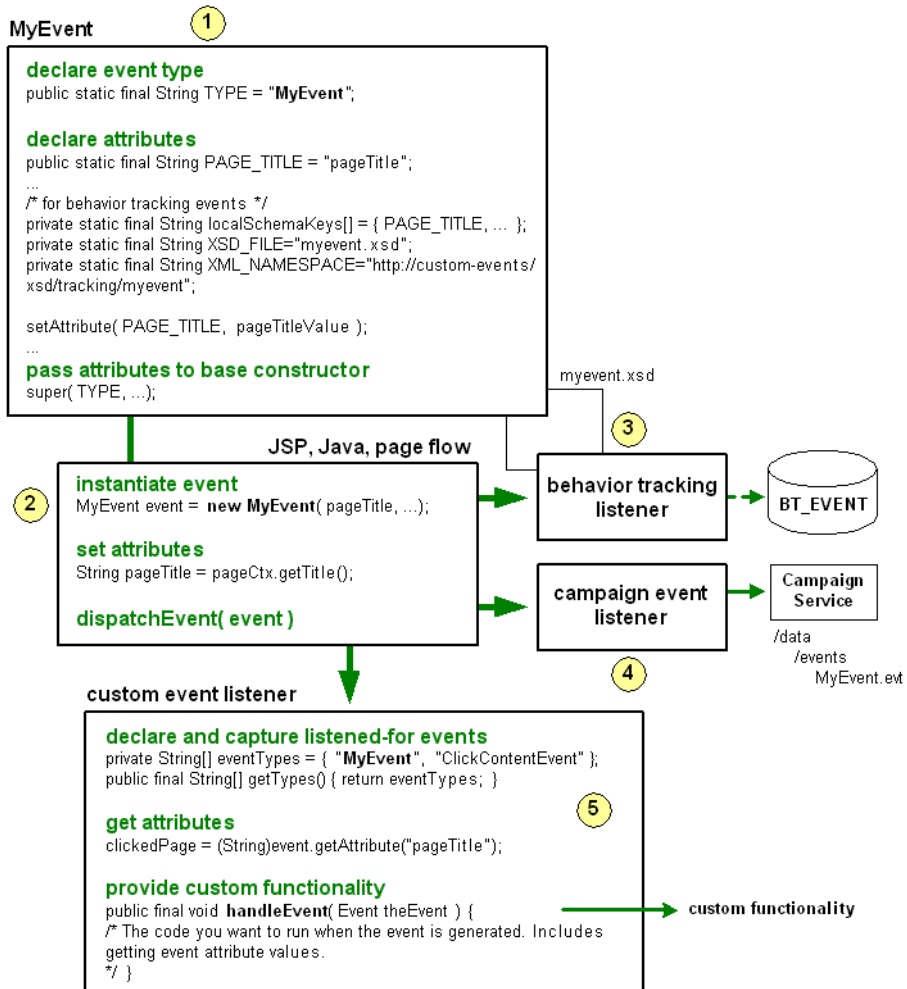 1
MyEvent
declare event type
public static final String TYPE = "MyEvent";
declare attributes
public static final String PAGE_TITLE = "pageTitle";
...
/* for behavior tracking events */
private static final String localSchemaKeys[] = { PAGE_TITLE, ... };
private static final String XSD_FILE="myevent.xsd";
private static final String XML_NAMESPACE="http://custom-events/
xsd/tracking/myevent";
setAttribute( PAGE_TITLE, pageTitleValue );
...
pass attributes to base constructor
super( TYPE, ...);
myevent.xsd
3
JSP, Java, page flow
2
instantiate event
MyEvent event = new MyEvent( pageTitle, ...);
set attributes
String pageTitle = pageCtx.getTitle();
dispatchEvent( event )
behavior tracking
listener
BT_EVENT
campaign event
listener
Campaign
Service
/data
/events
MyEvent.evt
4
custom event listener
declare and capture listened-for events
private String[] eventTypes = { "MyEvent", "ClickContentEvent" };
public final String[] getTypes() { return eventTypes; }
5
get attributes
clickedPage = (String)event.getAttribute("pageTitle");
provide custom functionality
public final void handleEvent( Event theEvent ) {
/* The code you want to run when the event is generated. Includes
getting event attribute values.
*/ }
custom functionality